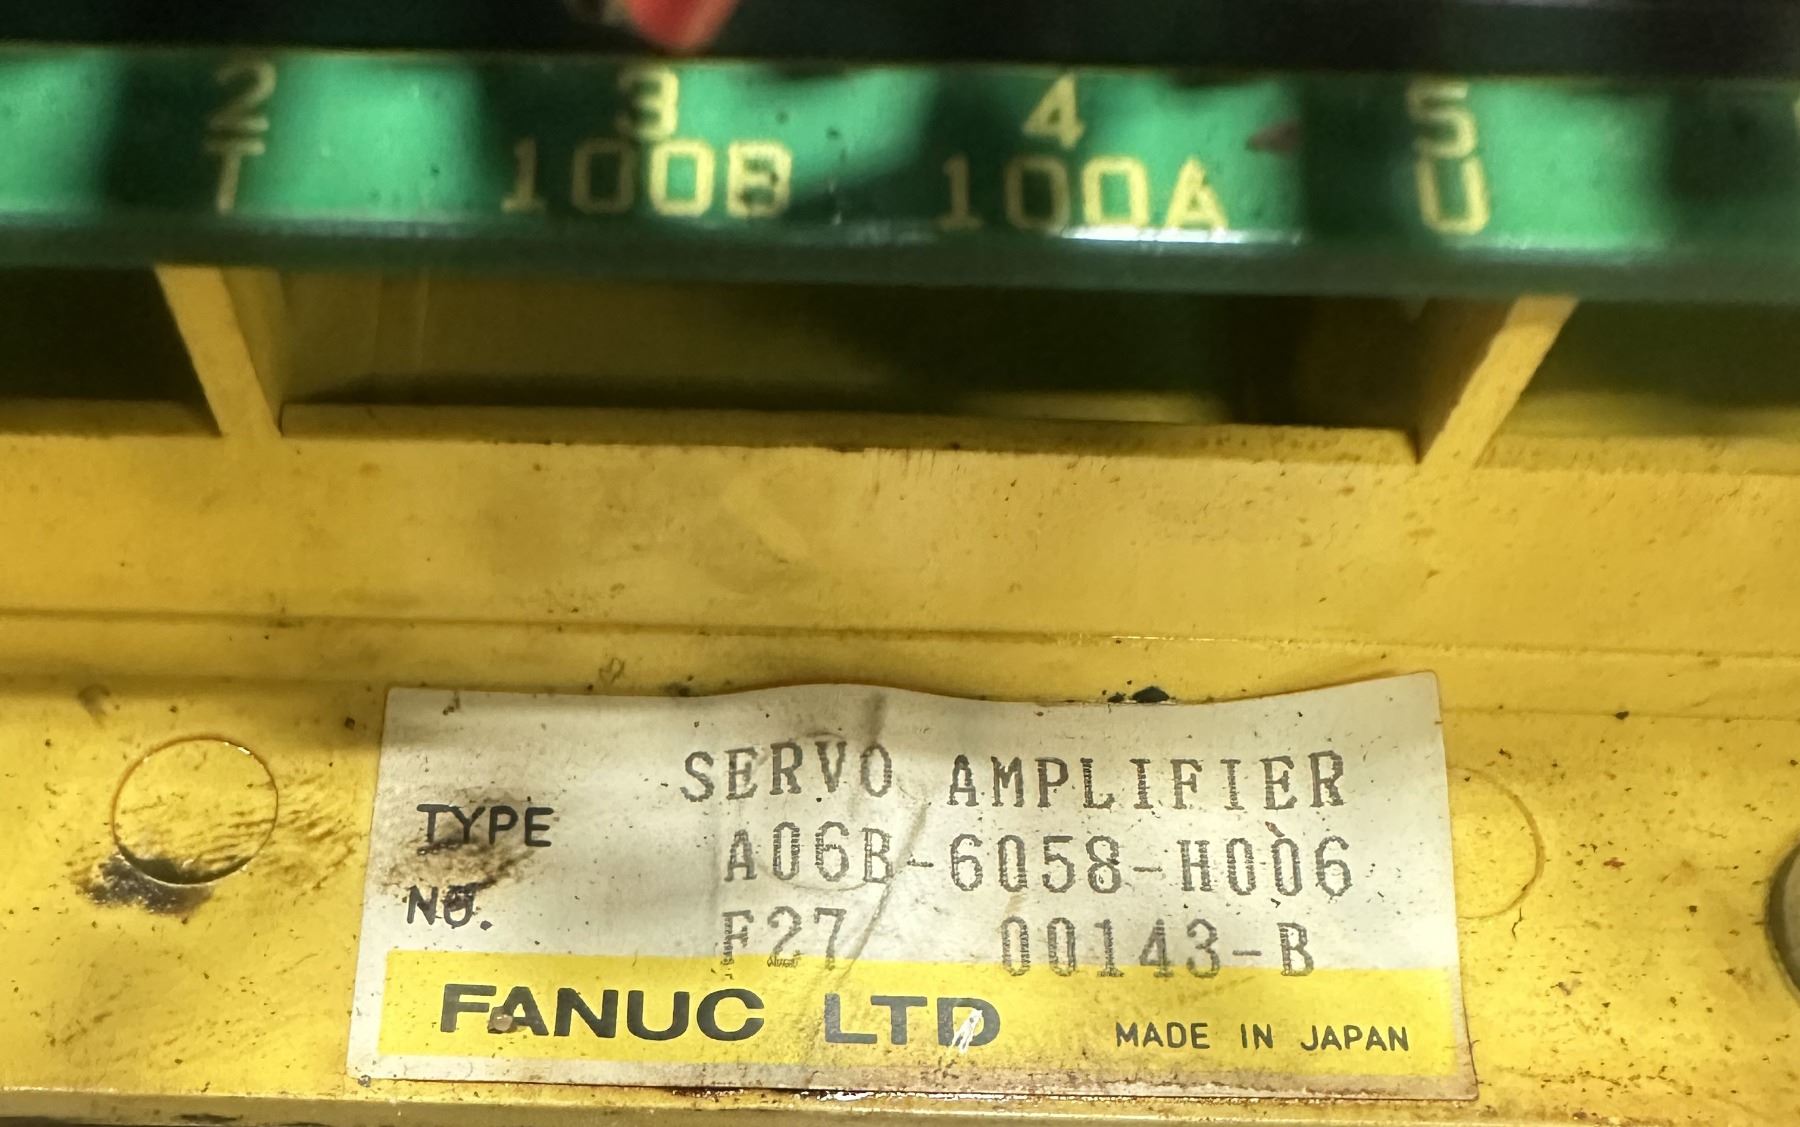 2 3 4 5
T 100B 100A U
SERVO AMPLIFIER
TYPE A06B-6058-H006
NO. F27 00143-B
FANUC LTD MADE IN JAPAN